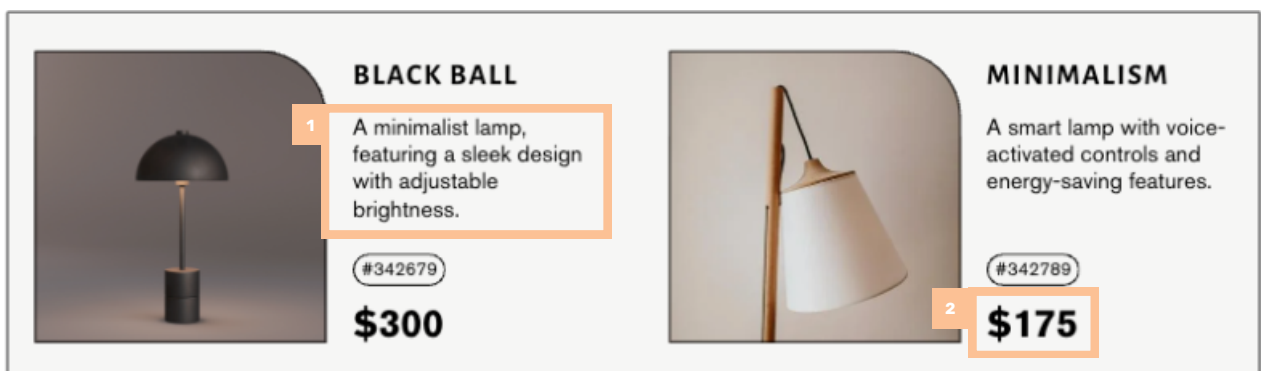 BLACK BALL
1
A minimalist lamp,
featuring a sleek design
with adjustable
brightness.
#342679
$300
MINIMALISM
A smart lamp with voice-
activated controls and
energy-saving features.
#342789
2
$175